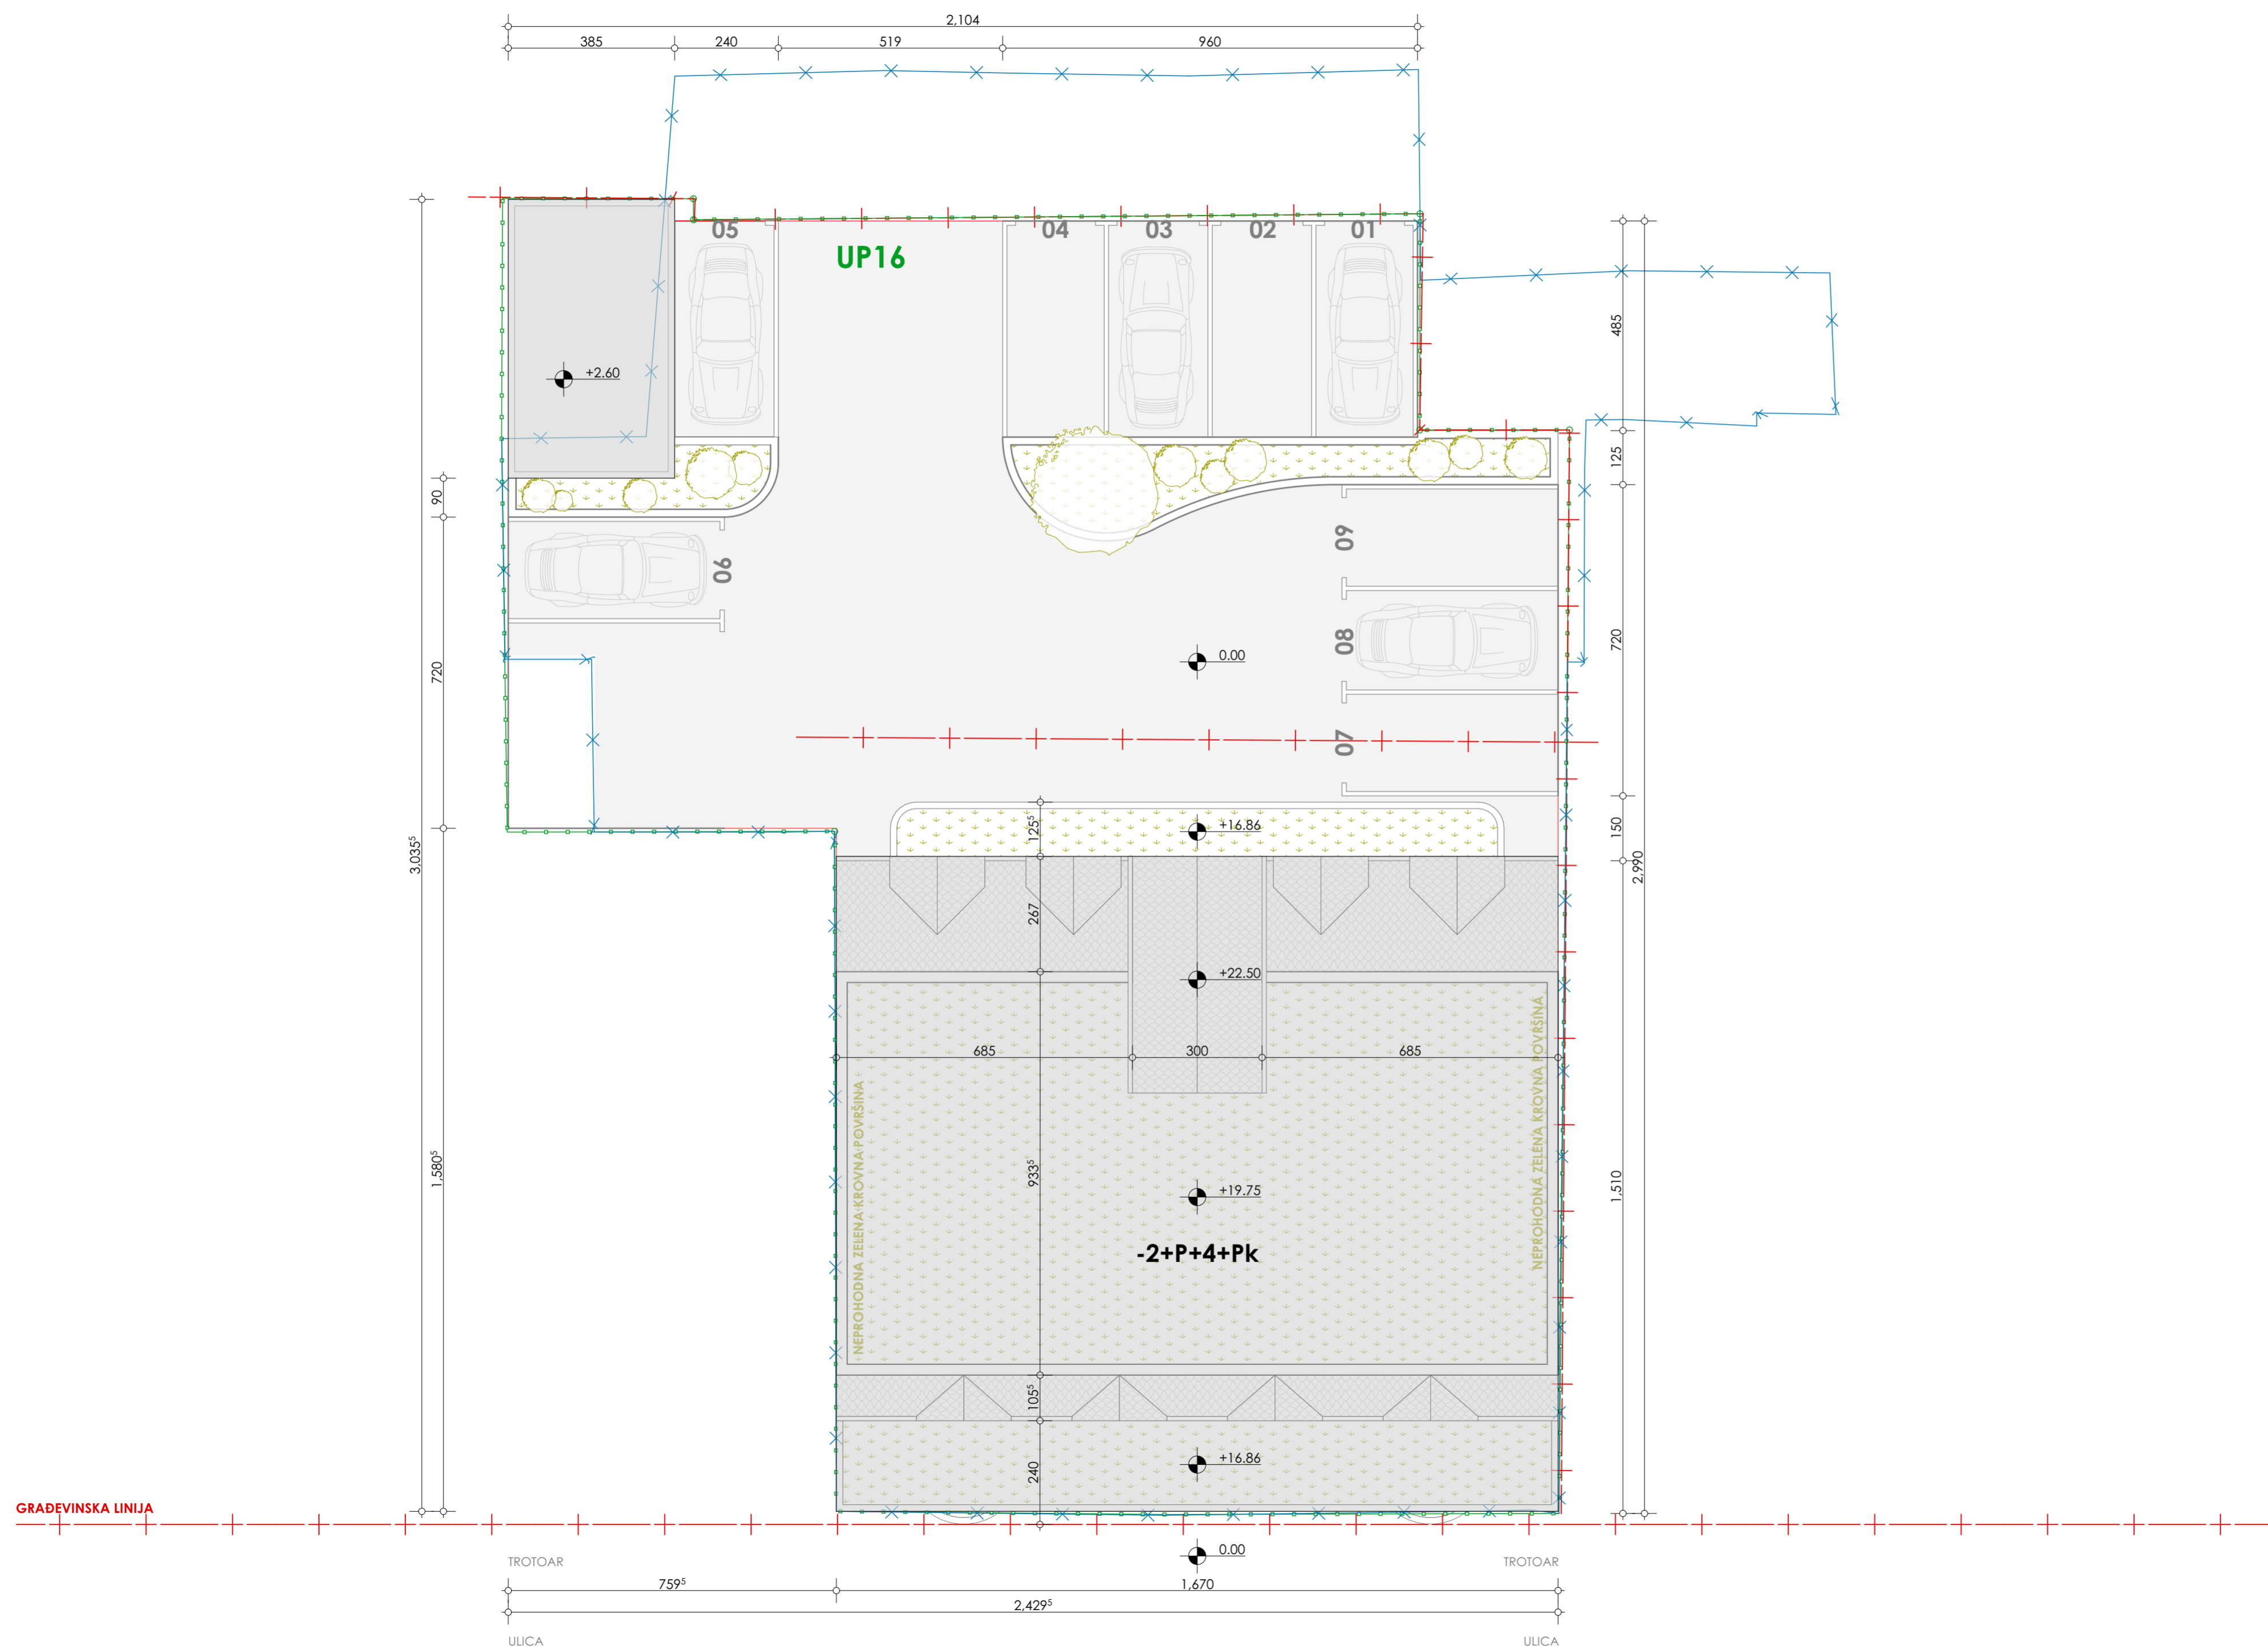 2,104
385 240 519 960
05 04 03 02 01
UP16
485
+2.60
125
90
09
06
08
0.00
720
720
07
125⁵
+16.86
150
3,035⁵
2,990
267
+22.50
685 300 685
NEPROHODNA ZELENA KROVNA POVRŠINA
NEPROHODNA ZELENA KROVNA POVRŠINA
1,580⁵
933⁵
1,510
+19.75
-2+P+4+Pk
105⁵
240
+16.86
GRAĐEVINSKA LINIJA
0.00
TROTOAR TROTOAR
759⁵ 1,670
2,429⁵
ULICA ULICA